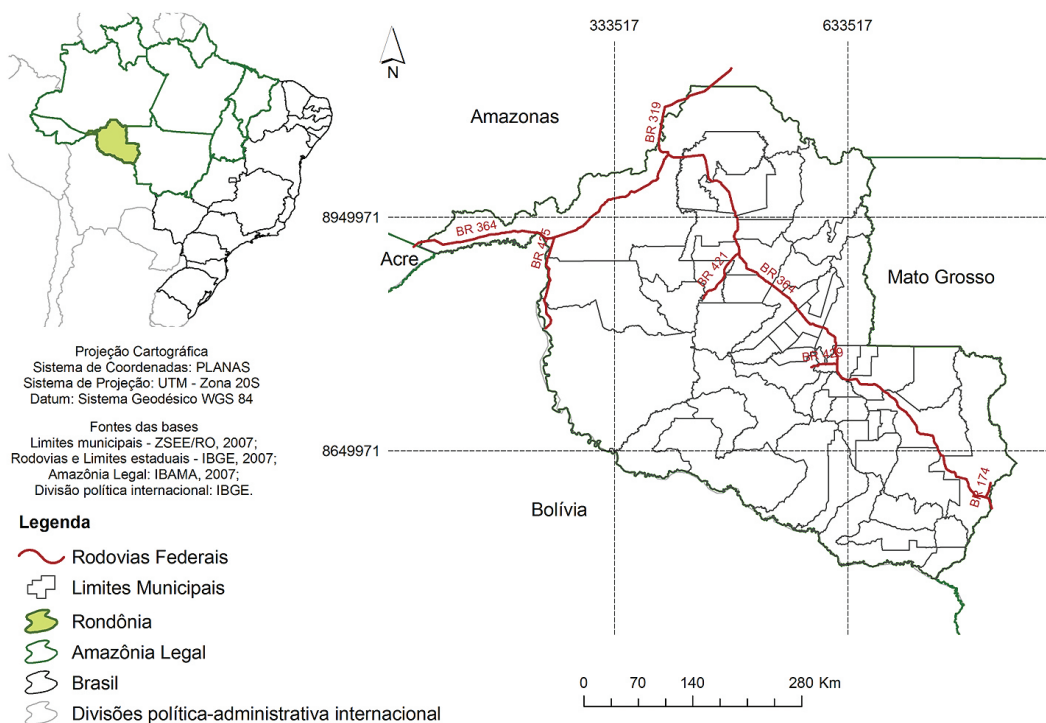 333517
633517
N
Amazonas
BR 319
8949971
BR 364
BR 425
Acre
BR 421
BR 364
Mato Grosso
BR 429
Projeção Cartográfica
Sistema de Coordenadas: PLANAS
Sistema de Projeção: UTM - Zona 20S
Datum: Sistema Geodésico WGS 84
Fontes das bases
Limites municipais - ZSEE/RO, 2007;
Rodovias e Limites estaduais - IBGE, 2007;
Amazônia Legal: IBAMA, 2007;
Divisão política internacional: IBGE.
8649971
BR 174
Bolívia
Legenda
Rodovias Federais
Limites Municipais
Rondônia
Amazônia Legal
Brasil
Divisões política-administrativa internacional
0 70 140 280 Km